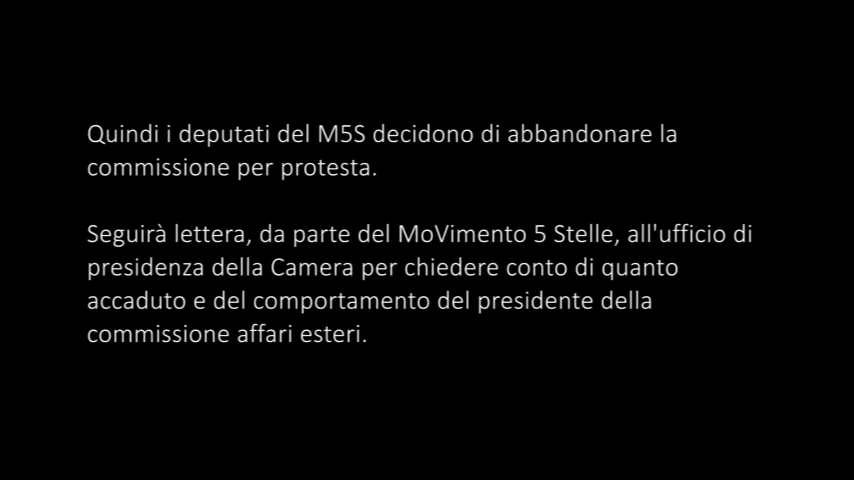 Quindi i deputati del M5S decidono di abbandonare la
commissione per protesta.
Seguirà lettera, da parte del MoVimento 5 Stelle, all'ufficio di
presidenza della Camera per chiedere conto di quanto
accaduto e del comportamento del presidente della
commissione affari esteri.